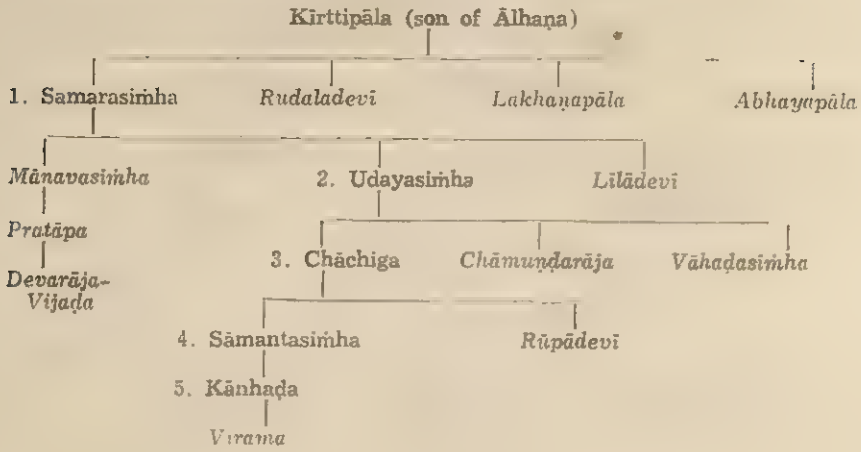 Kīrttipāla (son of Ālhaṇa)
1. Samarasiṁha Rudaladevī Lakhaṇapāla Abhayapāla
Mānavasiṁha 2. Udayasiṁha Līlādevī
Pratāpa
3. Chāchiga Chāmuṇḍarāja Vāhaḍasiṁha
Devarāja-
Vijaḍa
4. Sāmantasiṁha Rūpādevī
5. Kānhaḍa
Vīrama